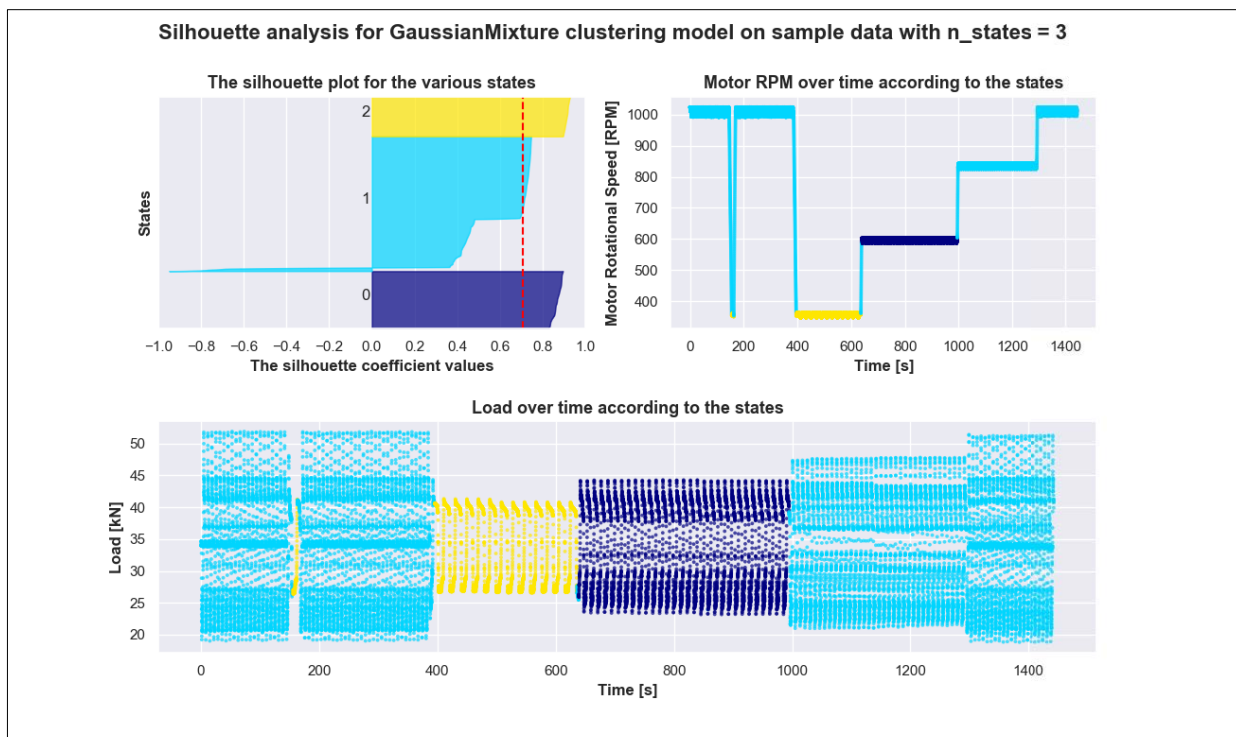 Silhouette analysis for GaussianMixture clustering model on sample data with n_states = 3
The silhouette plot for the various states
States
2
1
0
−1.0 −0.8 −0.6 −0.4 −0.2 0.0 0.2 0.4 0.6 0.8 1.0
The silhouette coefficient values
Motor RPM over time according to the states
Motor Rotational Speed [RPM]
1000
900
800
700
600
500
400
0 200 400 600 800 1000 1200 1400
Time [s]
Load over time according to the states
Load [kN]
50
45
40
35
30
25
20
0 200 400 600 800 1000 1200 1400
Time [s]